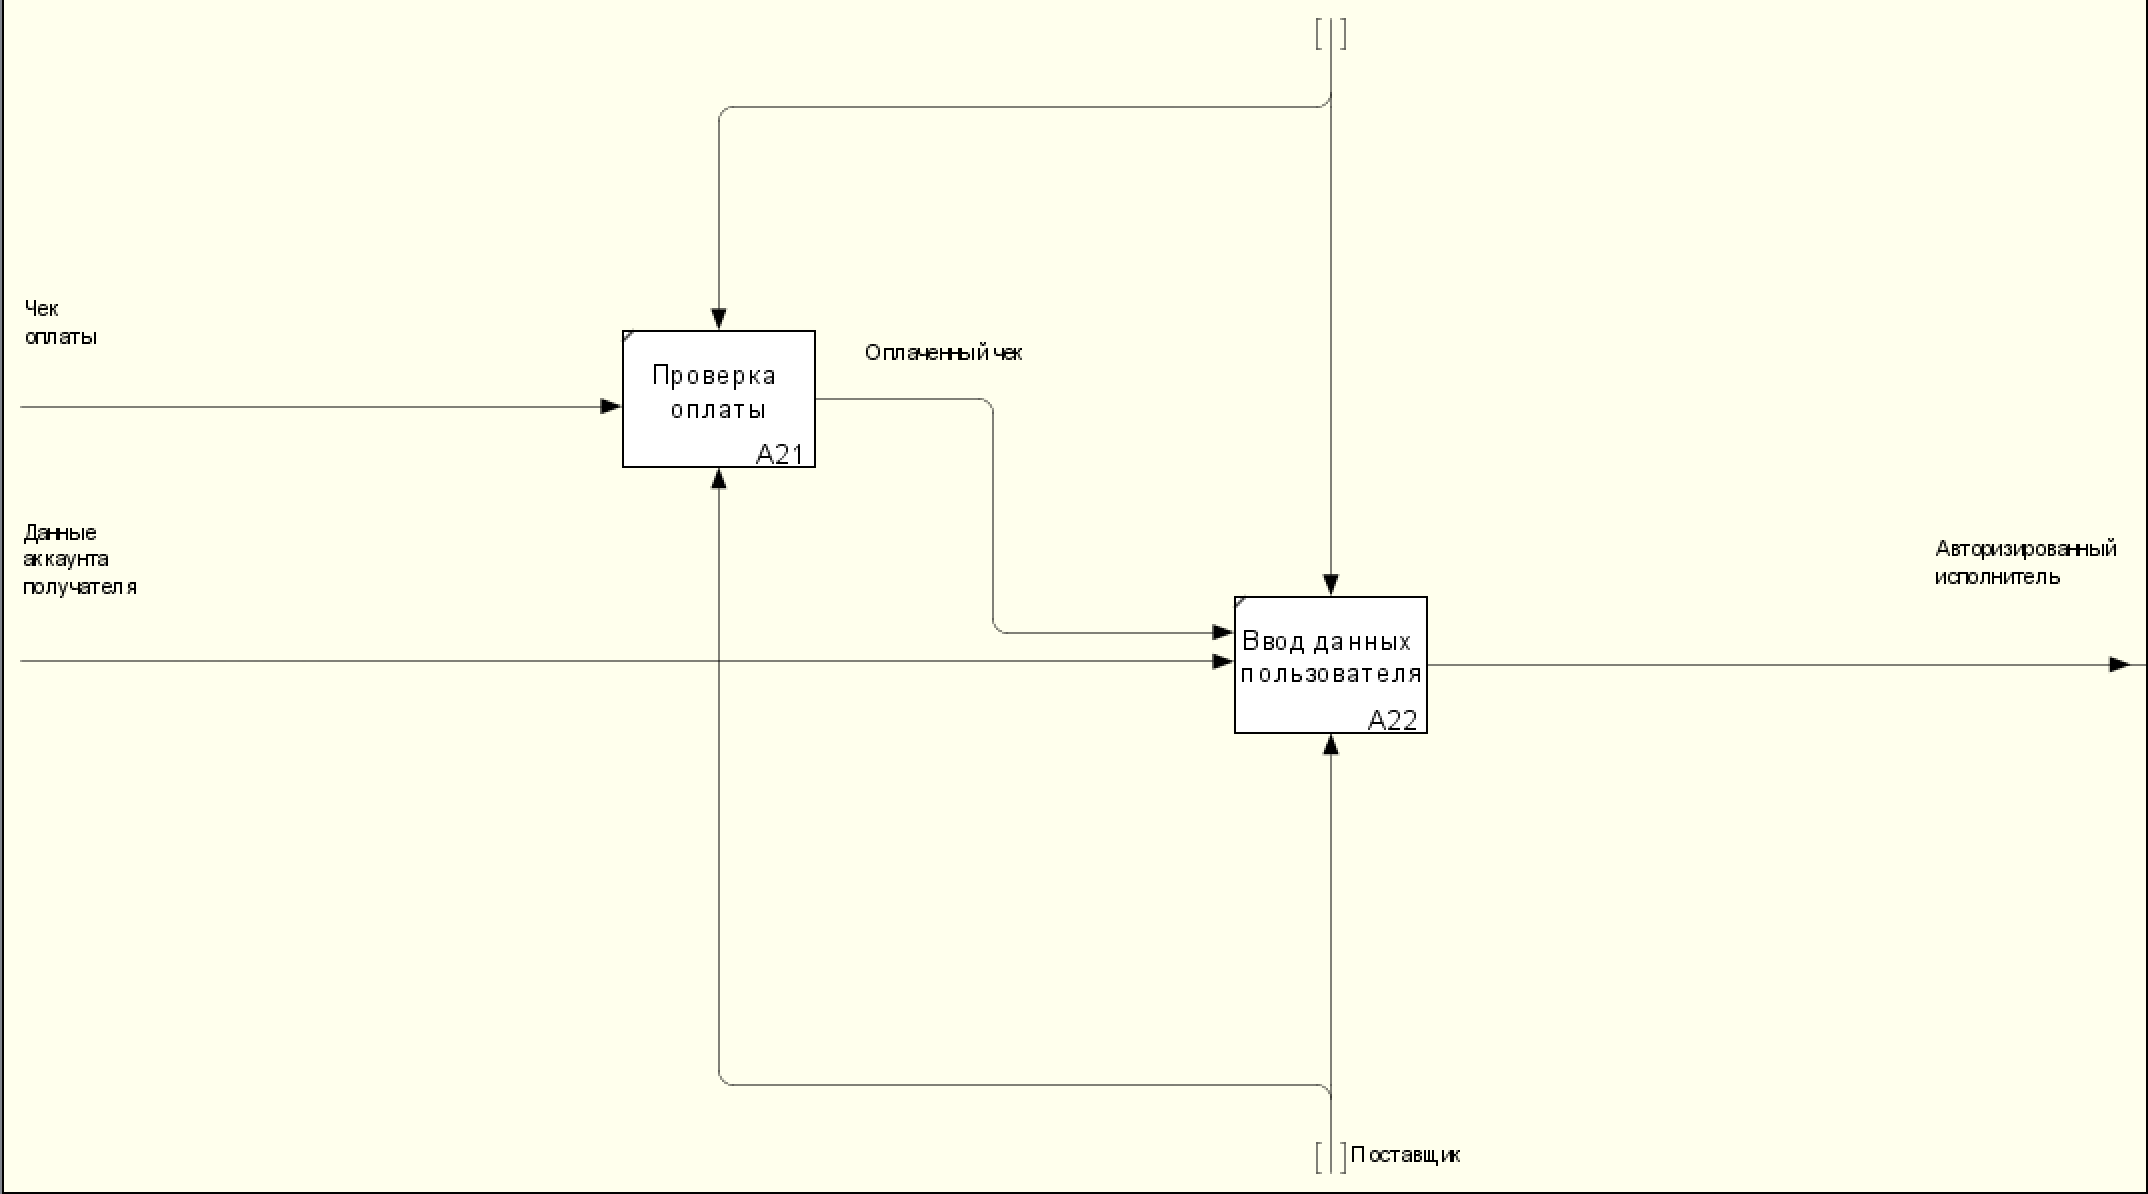 Чек
оплаты
Проверка
оплаты
A21
Оплаченный чек
Данные
аккаунта
получателя
Ввод данных
пользователя
A22
Авторизированный
исполнитель
Поставщик